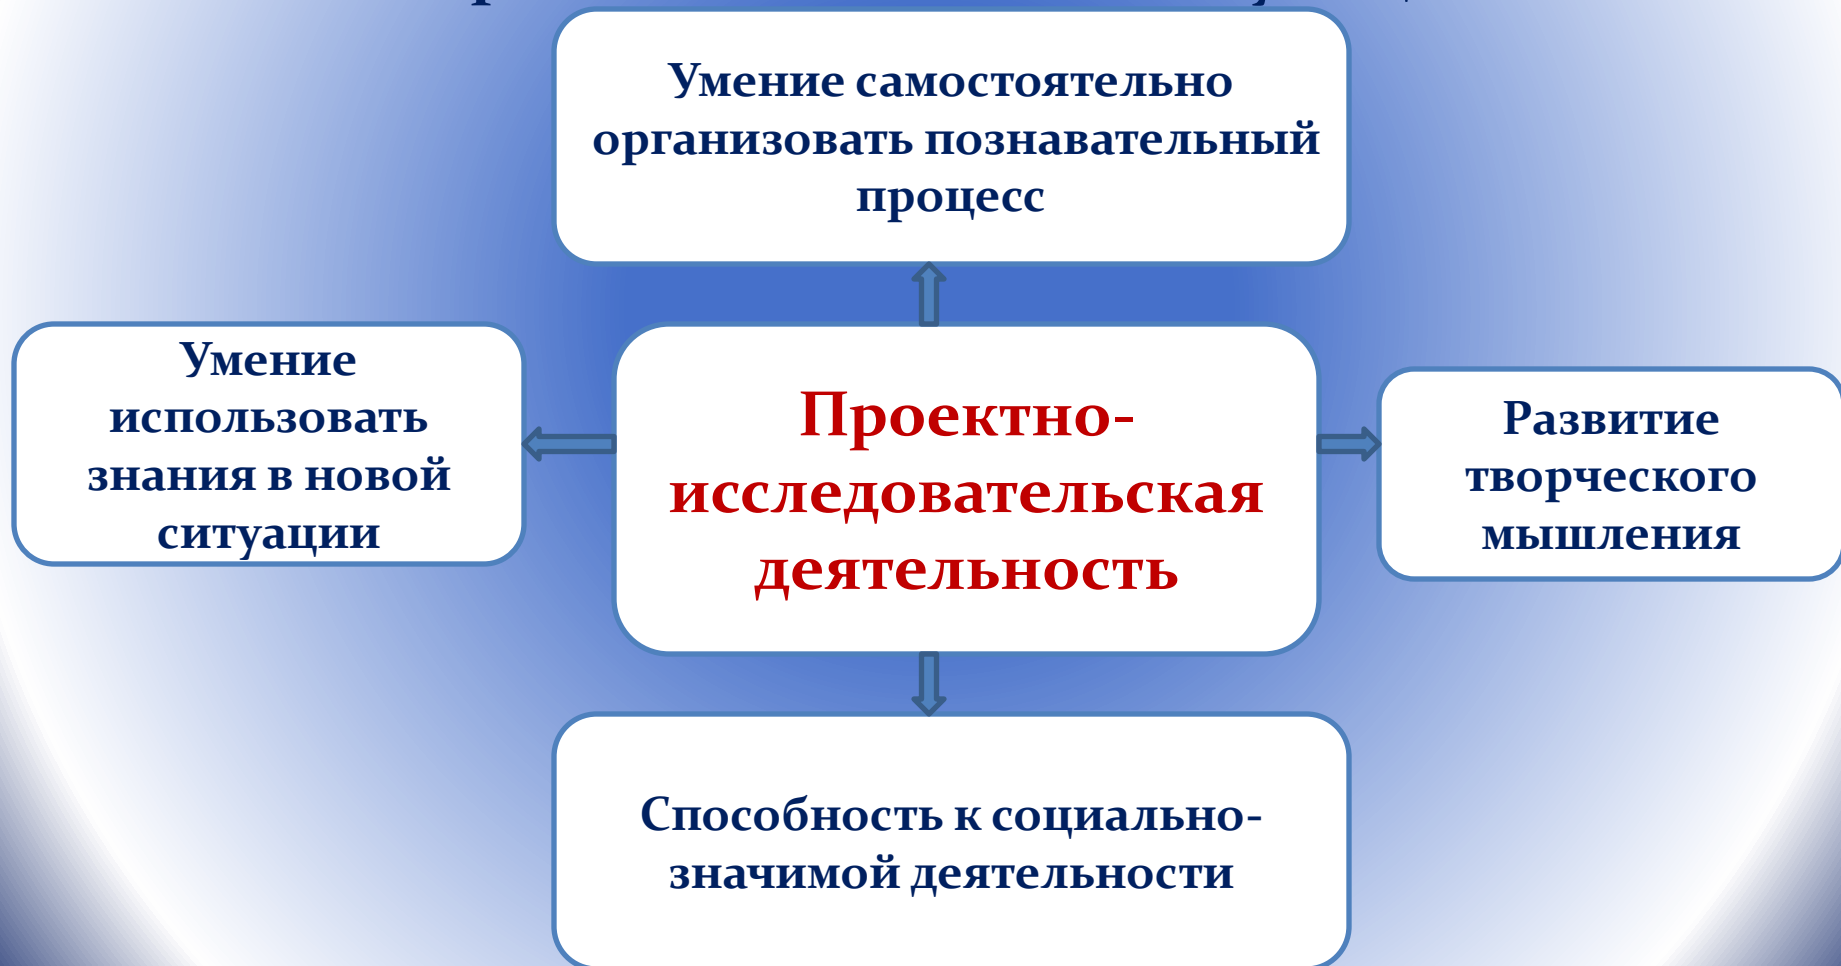 Умение самостоятельно
организовать познавательный
процесс
Умение
использовать
знания в новой
ситуации
Проектно-
исследовательская
деятельность
Развитие
творческого
мышления
Способность к социально-
значимой деятельности